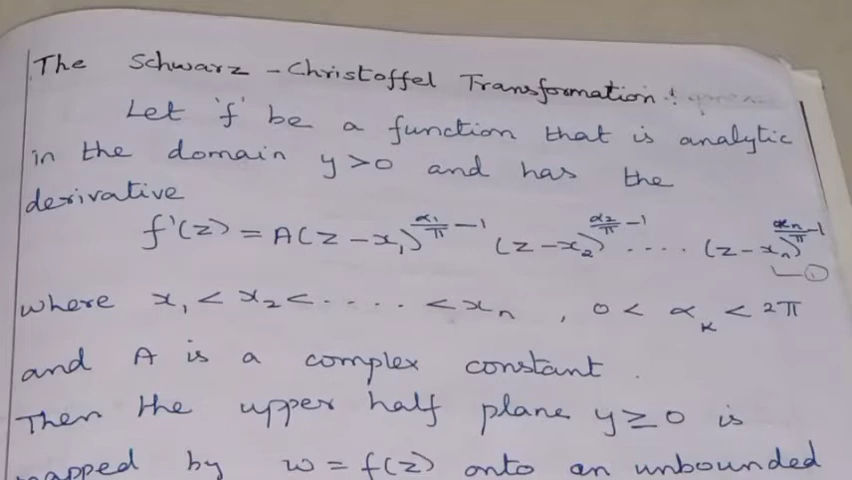 The Schwarz - Christoffel Transformation :
Let 'f' be a function that is analytic
in the domain y>0 and has the
derivative
f'(z) = A(z-x₁)^(α₁/π -1) (z-x₂)^(α₂/π -1) .... (z-xₙ)^(αₙ/π -1)
①
where x₁ < x₂ < .... < xₙ , 0 < αₖ < 2π
and A is a complex constant.
Then the upper half plane y≥0 is
mapped by w = f(z) onto an unbounded